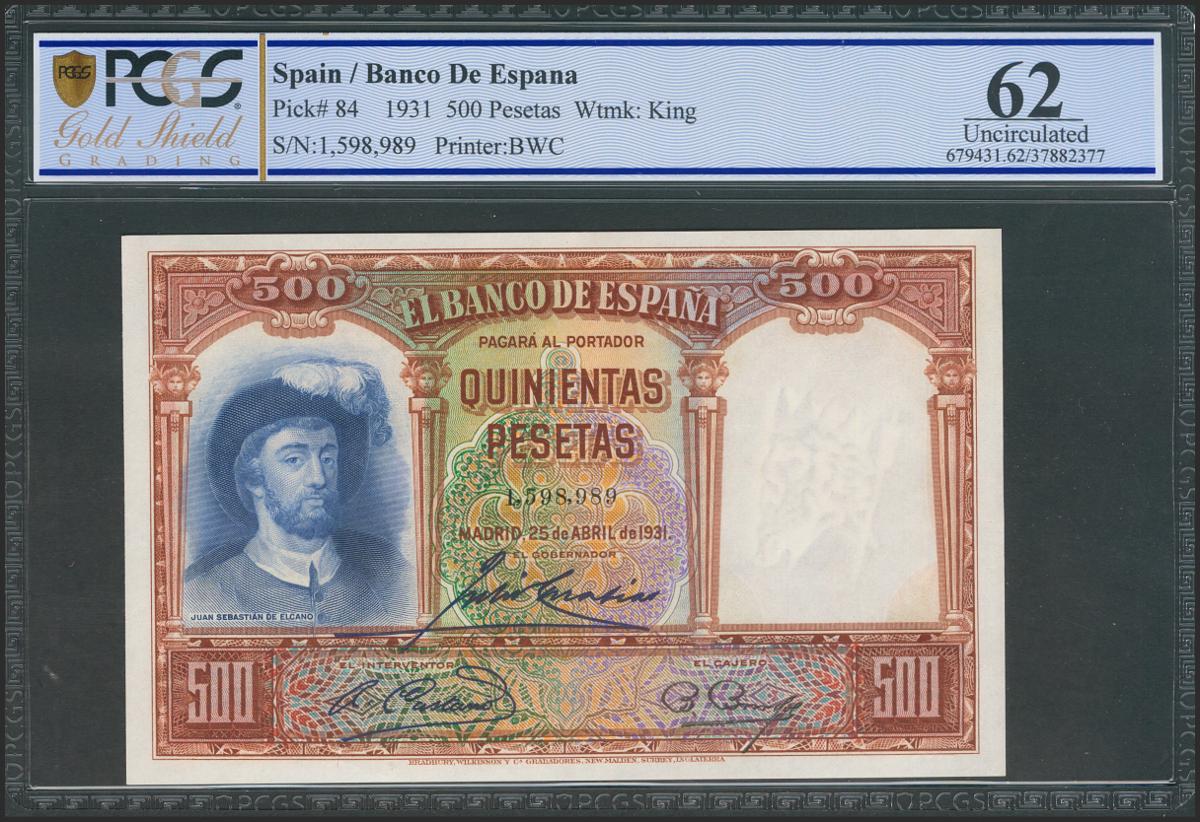 PCGS
PCGS
Gold Shield
GRADING
Spain / Banco De Espana
Pick# 84 1931 500 Pesetas Wtmk: King
S/N:1,598,989 Printer:BWC
62
Uncirculated
679431.62/37882377
500
500
EL BANCO DE ESPAÑA
PAGARÁ AL PORTADOR
QUINIENTAS
PESETAS
1,598,989
MADRID, 25 de ABRIL de 1931.
EL GOBERNADOR
JUAN SEBASTIÁN DE ELCANO
EL INTERVENTOR
EL CAJERO
500
500
BRADBURY, WILKINSON Y Cª GRABADORES, NEW MALDEN, SURREY, INGLATERRA